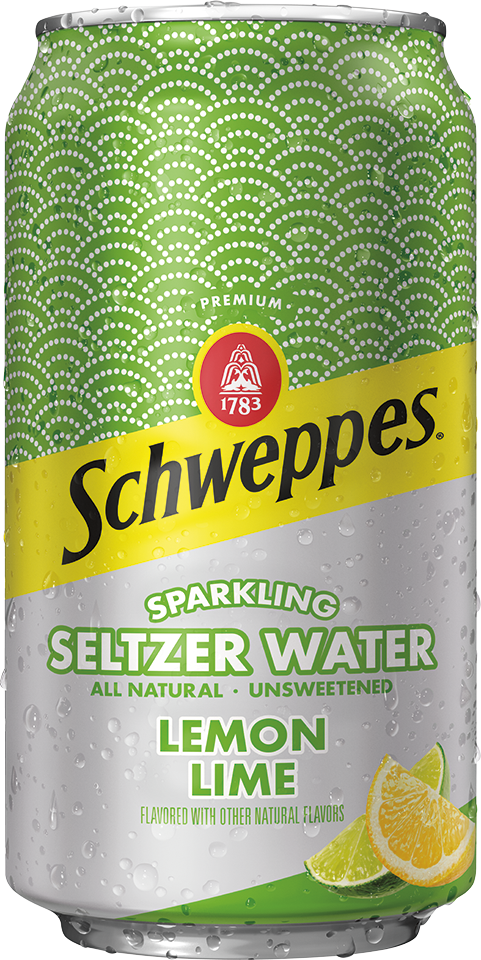 PREMIUM
1783
Schweppes®
SPARKLING
SELTZER WATER
ALL NATURAL · UNSWEETENED
LEMON
LIME
FLAVORED WITH OTHER NATURAL FLAVORS